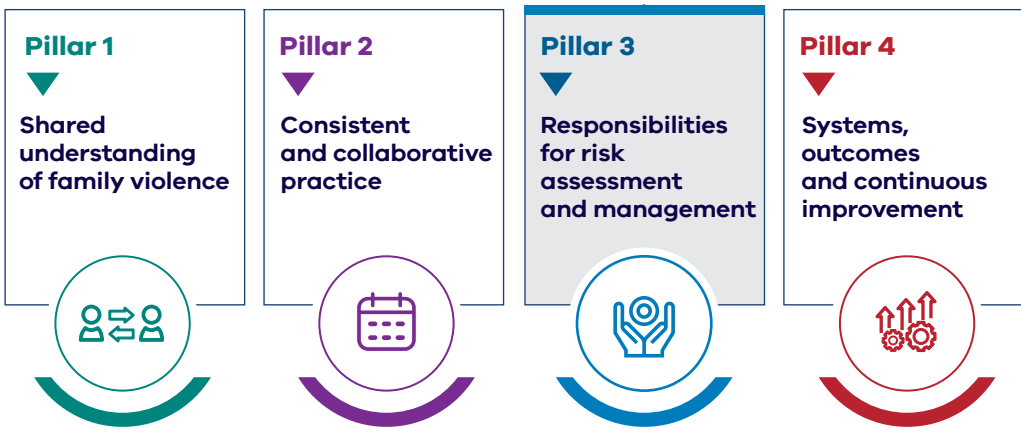 Pillar 1
Shared
understanding
of family violence
Pillar 2
Consistent
and collaborative
practice
Pillar 3
Responsibilities
for risk
assessment
and management
Pillar 4
Systems,
outcomes
and continuous
improvement